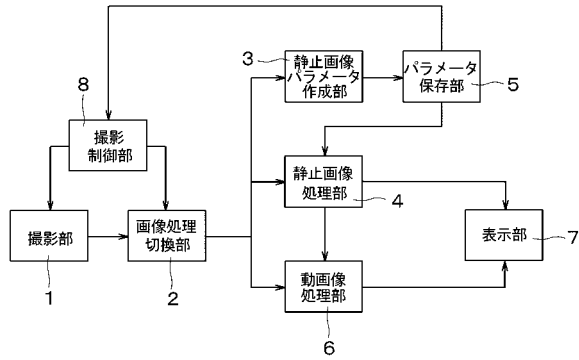 3
静止画像
パラメータ
作成部
パラメータ
保存部
5
8
撮影
制御部
静止画像
処理部
4
撮影部
1
画像処理
切換部
2
表示部
7
動画像
処理部
6